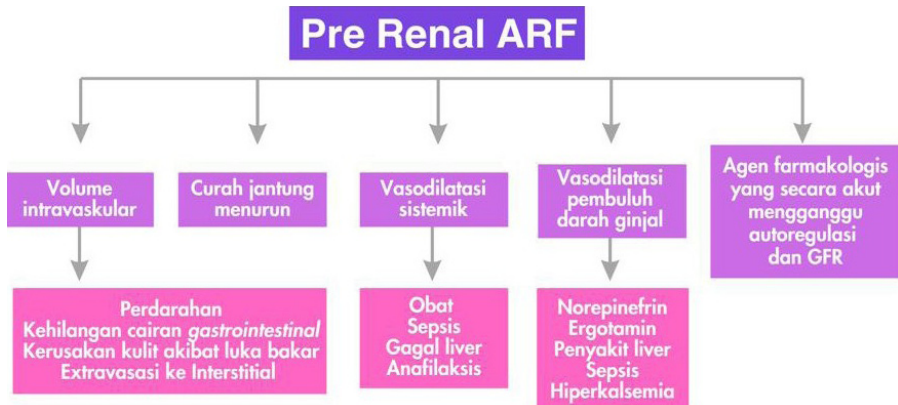 Pre Renal ARF
Volume
intravaskular
Curah jantung
menurun
Vasodilatasi
sistemik
Vasodilatasi
pembuluh
darah ginjal
Agen farmakologis
yang secara akut
mengganggu
autoregulasi
dan GFR
Perdarahan
Kehilangan cairan gastrointestinal
Kerusakan kulit akibat luka bakar
Extravasasi ke Interstitial
Obat
Sepsis
Gagal liver
Anafilaksis
Norepinefrin
Ergotamin
Penyakit liver
Sepsis
Hiperkalsemia